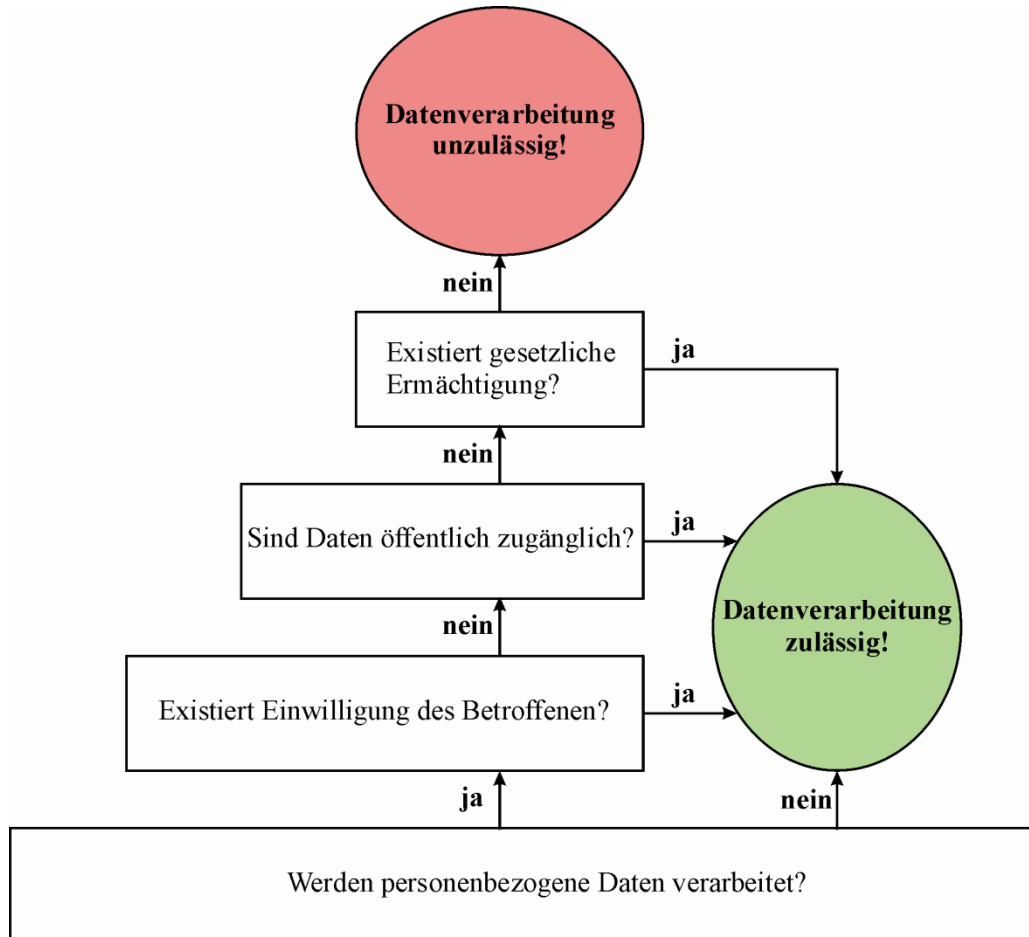 Datenverarbeitung
unzulässig!
nein
Existiert gesetzliche
Ermächtigung?
ja
nein
Sind Daten öffentlich zugänglich?
ja
nein
Datenverarbeitung
zulässig!
Existiert Einwilligung des Betroffenen?
ja
ja
nein
Werden personenbezogene Daten verarbeitet?